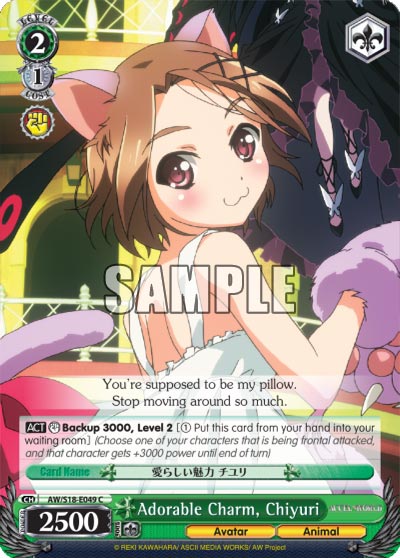 LEVEL
2
1
COST
SAMPLE
You're supposed to be my pillow.
Stop moving around so much.
ACT Backup 3000, Level 2 [① Put this card from your hand into your
waiting room] (Choose one of your characters that is being frontal attacked,
and that character gets +3000 power until end of turn)
Card Name 愛らしい魅力 チユリ
CH AW/S18-E049 C
2500 Adorable Charm, Chiyuri
Avatar Animal
© REKI KAWAHARA/ ASCII MEDIA WORKS/ AW Project